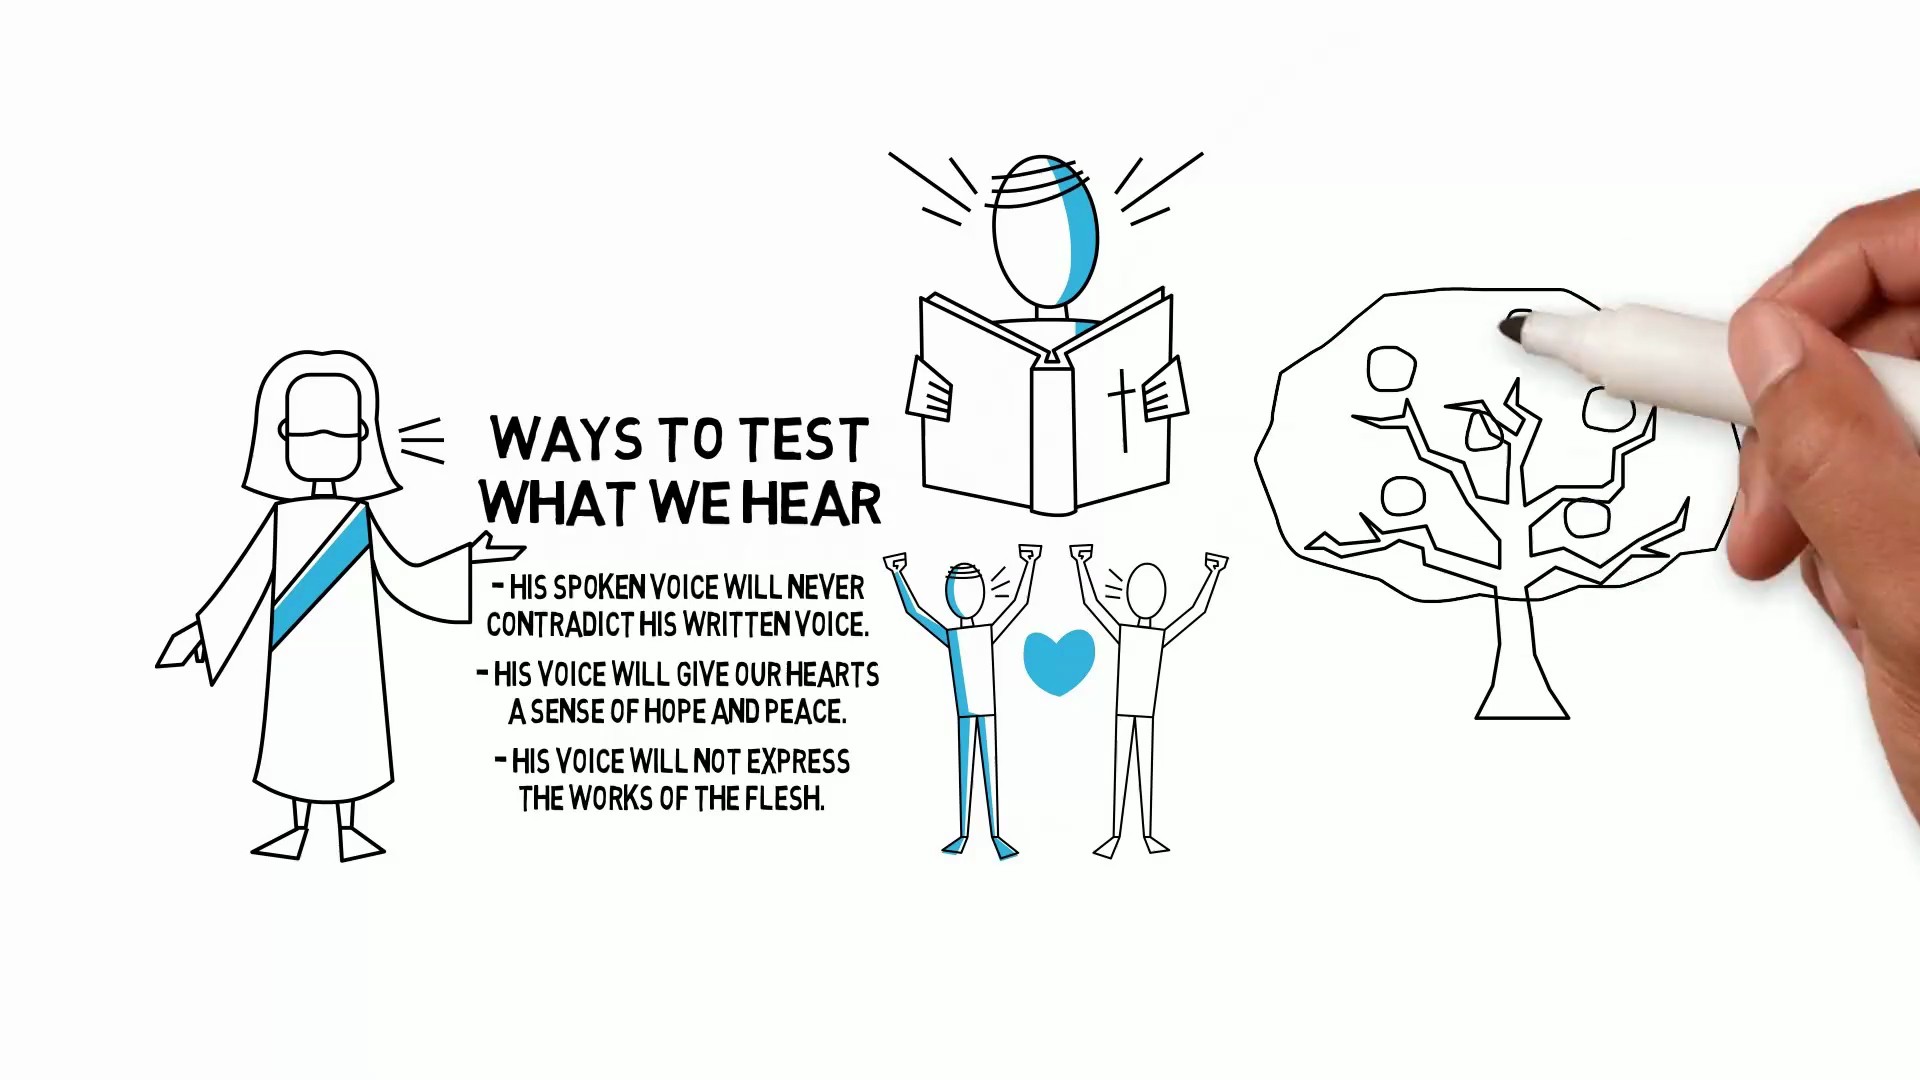 WAYS TO TEST
WHAT WE HEAR
- HIS SPOKEN VOICE WILL NEVER
CONTRADICT HIS WRITTEN VOICE.
- HIS VOICE WILL GIVE OUR HEARTS
A SENSE OF HOPE AND PEACE.
- HIS VOICE WILL NOT EXPRESS
THE WORKS OF THE FLESH.